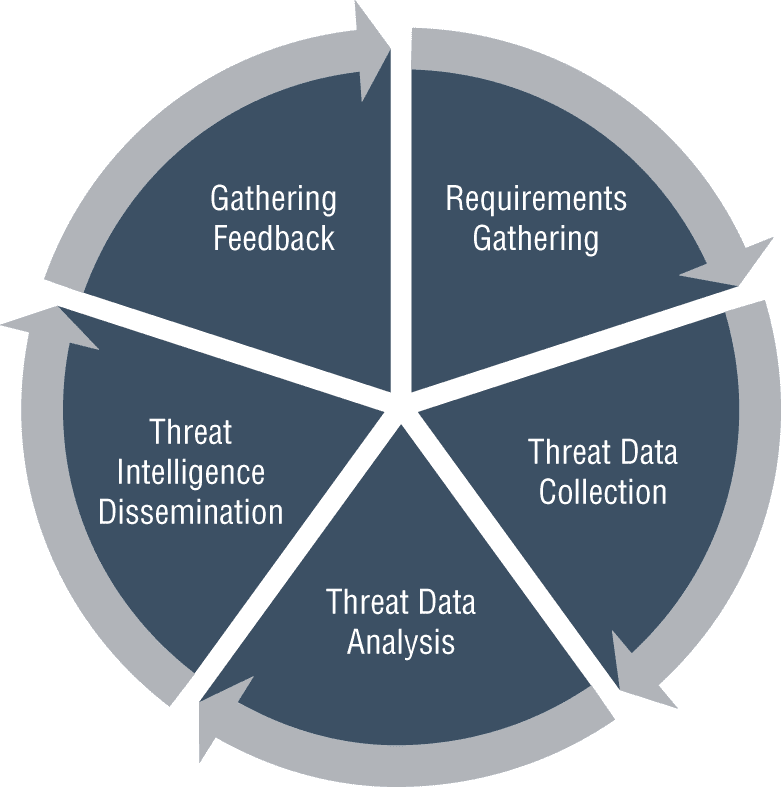 Gathering
Feedback
Requirements
Gathering
Threat
Intelligence
Dissemination
Threat Data
Collection
Threat Data
Analysis